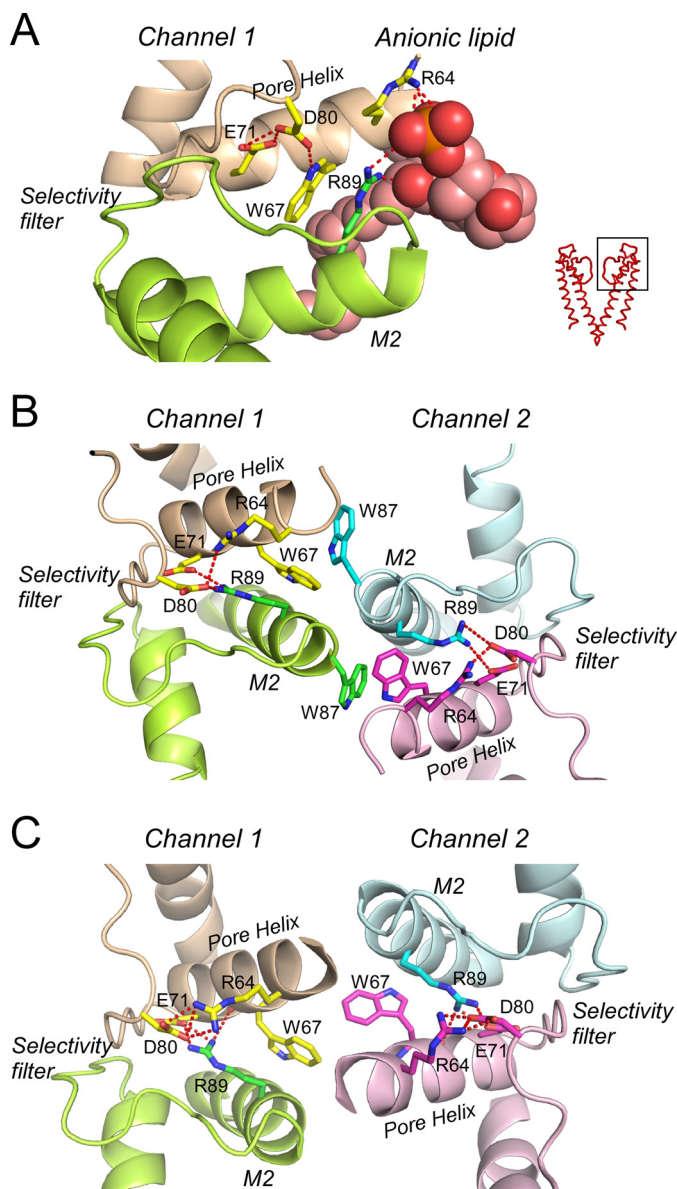 A
Channel 1 Anionic lipid
R64
Pore Helix
D80
E71
R89
Selectivity
filter
W67
M2
B
Channel 1 Channel 2
Pore Helix
R64
W87
E71
W67
M2
Selectivity
filter
R89
R89
D80
D80
Selectivity
filter
W67
M2
E71
W87
R64
Pore Helix
C
Channel 1 Channel 2
M2
Pore Helix
R64
E71
W67
R89
D80
D80
W67
Selectivity
filter
Selectivity
filter
R89
R64
E71
Pore Helix
M2